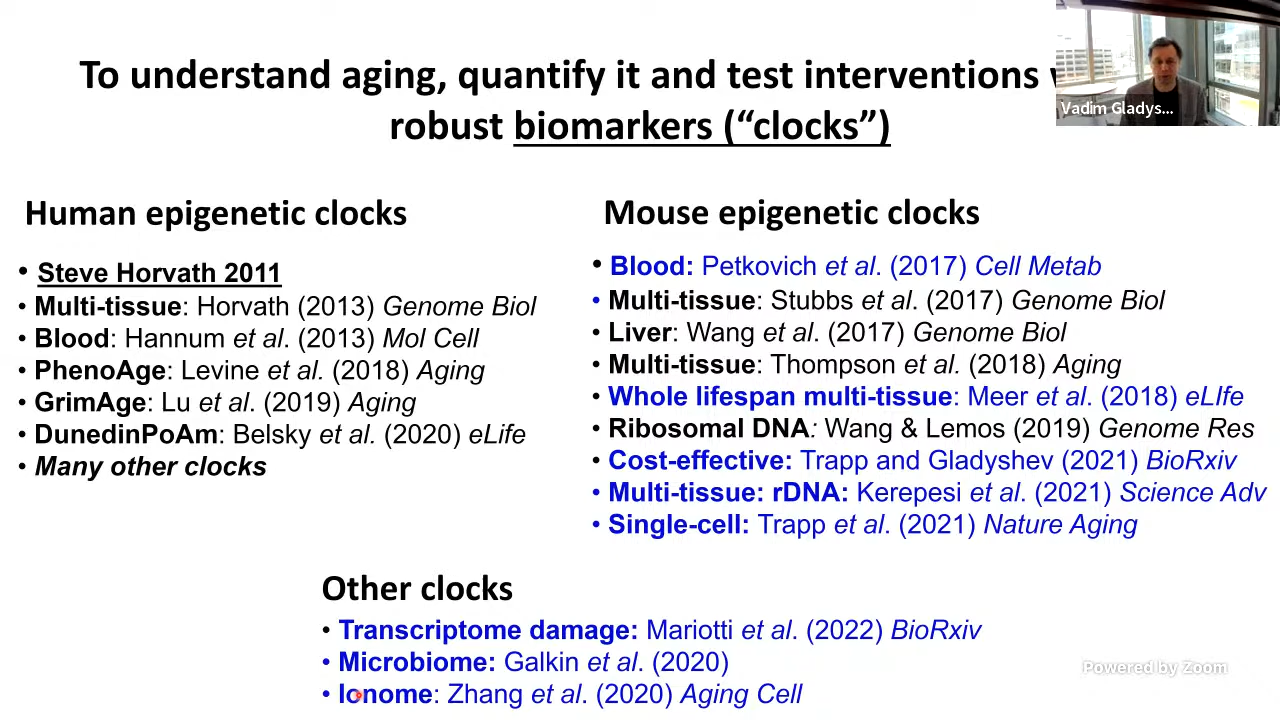 To understand aging, quantify it and test interventions
robust biomarkers (“clocks”)
Vadim Gladys...
Human epigenetic clocks
• Steve Horvath 2011
• Multi-tissue: Horvath (2013) Genome Biol
• Blood: Hannum et al. (2013) Mol Cell
• PhenoAge: Levine et al. (2018) Aging
• GrimAge: Lu et al. (2019) Aging
• DunedinPoAm: Belsky et al. (2020) eLife
• Many other clocks
Mouse epigenetic clocks
• Blood: Petkovich et al. (2017) Cell Metab
• Multi-tissue: Stubbs et al. (2017) Genome Biol
• Liver: Wang et al. (2017) Genome Biol
• Multi-tissue: Thompson et al. (2018) Aging
• Whole lifespan multi-tissue: Meer et al. (2018) eLIfe
• Ribosomal DNA: Wang & Lemos (2019) Genome Res
• Cost-effective: Trapp and Gladyshev (2021) BioRxiv
• Multi-tissue: rDNA: Kerepesi et al. (2021) Science Adv
• Single-cell: Trapp et al. (2021) Nature Aging
Other clocks
• Transcriptome damage: Mariotti et al. (2022) BioRxiv
• Microbiome: Galkin et al. (2020)
• Ionome: Zhang et al. (2020) Aging Cell
Powered by Zoom